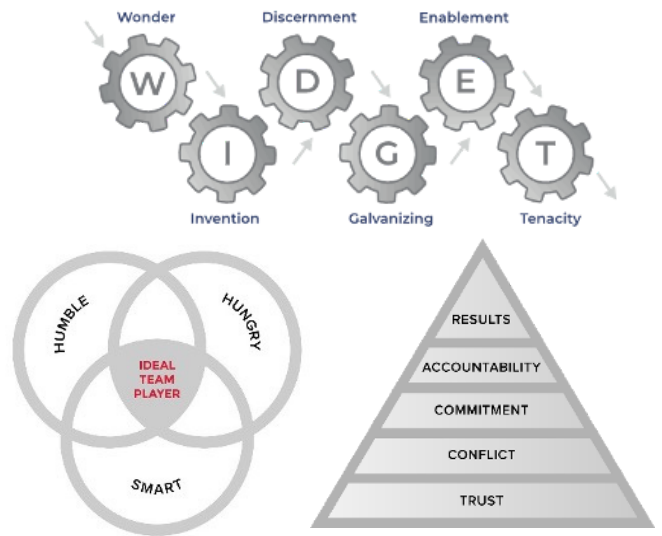 Wonder
Discernment
Enablement
W
D
E
I
G
T
Invention
Galvanizing
Tenacity
HUMBLE
HUNGRY
IDEAL
TEAM
PLAYER
SMART
RESULTS
ACCOUNTABILITY
COMMITMENT
CONFLICT
TRUST